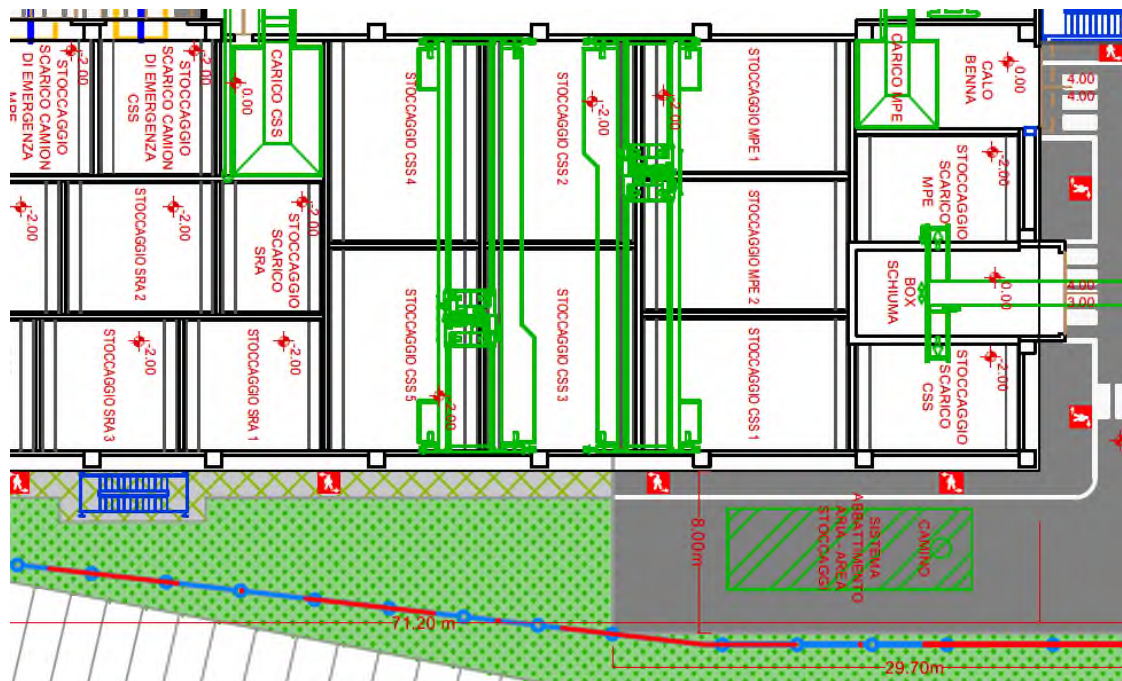 STOCCAGGIO
SCARICO CAMION
DI EMERGENZA
MPE
-2.00
STOCCAGGIO
SCARICO CAMION
DI EMERGENZA
CSS
-2.00
0.00
CARICO CSS
STOCCAGGIO CSS 4
STOCCAGGIO CSS 2
-2.00
-2.00
STOCCAGGIO MPE 1
CARICO MPE
CALO
BENNA
0.00
4.00
4.00
-2.00
STOCCAGGIO SRA 2
-2.00
STOCCAGGIO
SCARICO
SRA
-2.00
STOCCAGGIO MPE 2
STOCCAGGIO
SCARICO
MPE
-2.00
BOX
SCHIUMA
0.00
4.00
3.00
STOCCAGGIO SRA 3
-2.00
STOCCAGGIO SRA 1
-2.00
STOCCAGGIO CSS 5
-2.00
STOCCAGGIO CSS 3
STOCCAGGIO CSS 1
STOCCAGGIO
SCARICO
CSS
-2.00
8.00m
SISTEMA
ABBATTIMENTO
ARIA - AREA
STOCCAGGI
CAMINO
71.20 m
29.70m